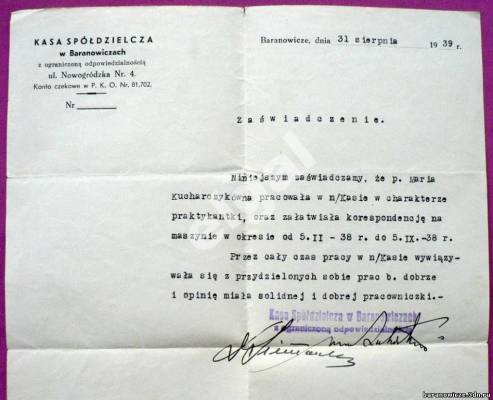 KASA SPÓŁDZIELCZA
w Baranowiczach
z ograniczoną odpowiedzialnością
ul. Nowogródzka Nr. 4.
Konto czekowe w P. K. O. Nr. 81,702.
Nr
Baranowicze, dnia 31 sierpnia 1939 r.
Zaświadczenie.
Niniejszym zaświadczamy, że p. Maria
Kucharczykówna pracowała w n/Kasie w charakterze
praktykantki, oraz załatwiała korespondencję na
maszynie w okresie od 5.II - 38 r. do 5.IX.-38 r.
Przez cały czas pracy w n/Kasie wywiązy-
wała się z przydzielonych sobie prac b. dobrze
i opinię miała solidnej i dobrej pracowniczki.-
Kasa Spółdzielcza w Baranowiczach
z ograniczoną odpowiedzialnością
baranowicze.3dn.ru